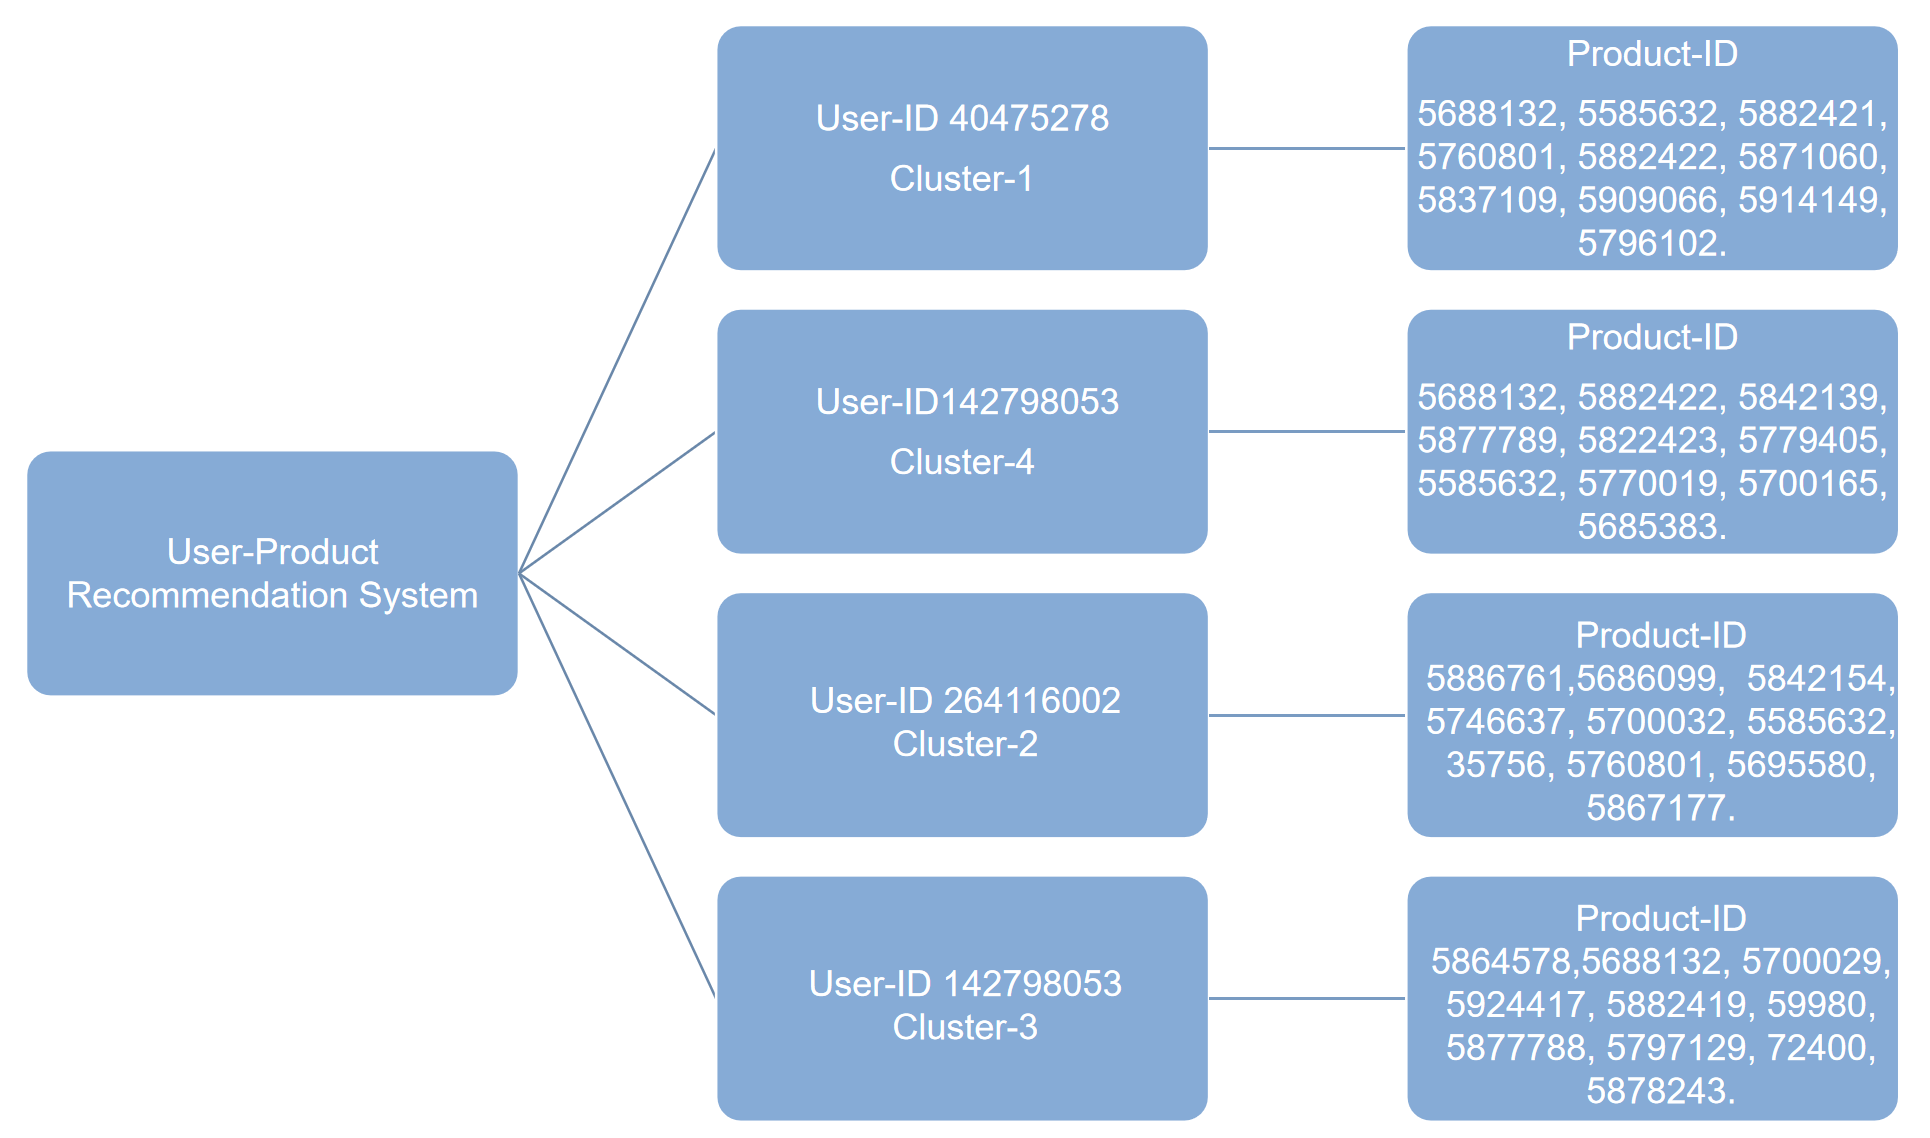 User-Product
Recommendation System
User-ID 40475278
Cluster-1
Product-ID
5688132, 5585632, 5882421,
5760801, 5882422, 5871060,
5837109, 5909066, 5914149,
5796102.
User-ID142798053
Cluster-4
Product-ID
5688132, 5882422, 5842139,
5877789, 5822423, 5779405,
5585632, 5770019, 5700165,
5685383.
User-ID 264116002
Cluster-2
Product-ID
5886761,5686099,  5842154,
5746637, 5700032, 5585632,
35756, 5760801, 5695580,
5867177.
User-ID 142798053
Cluster-3
Product-ID
5864578,5688132, 5700029,
5924417, 5882419, 59980,
5877788, 5797129, 72400,
5878243.